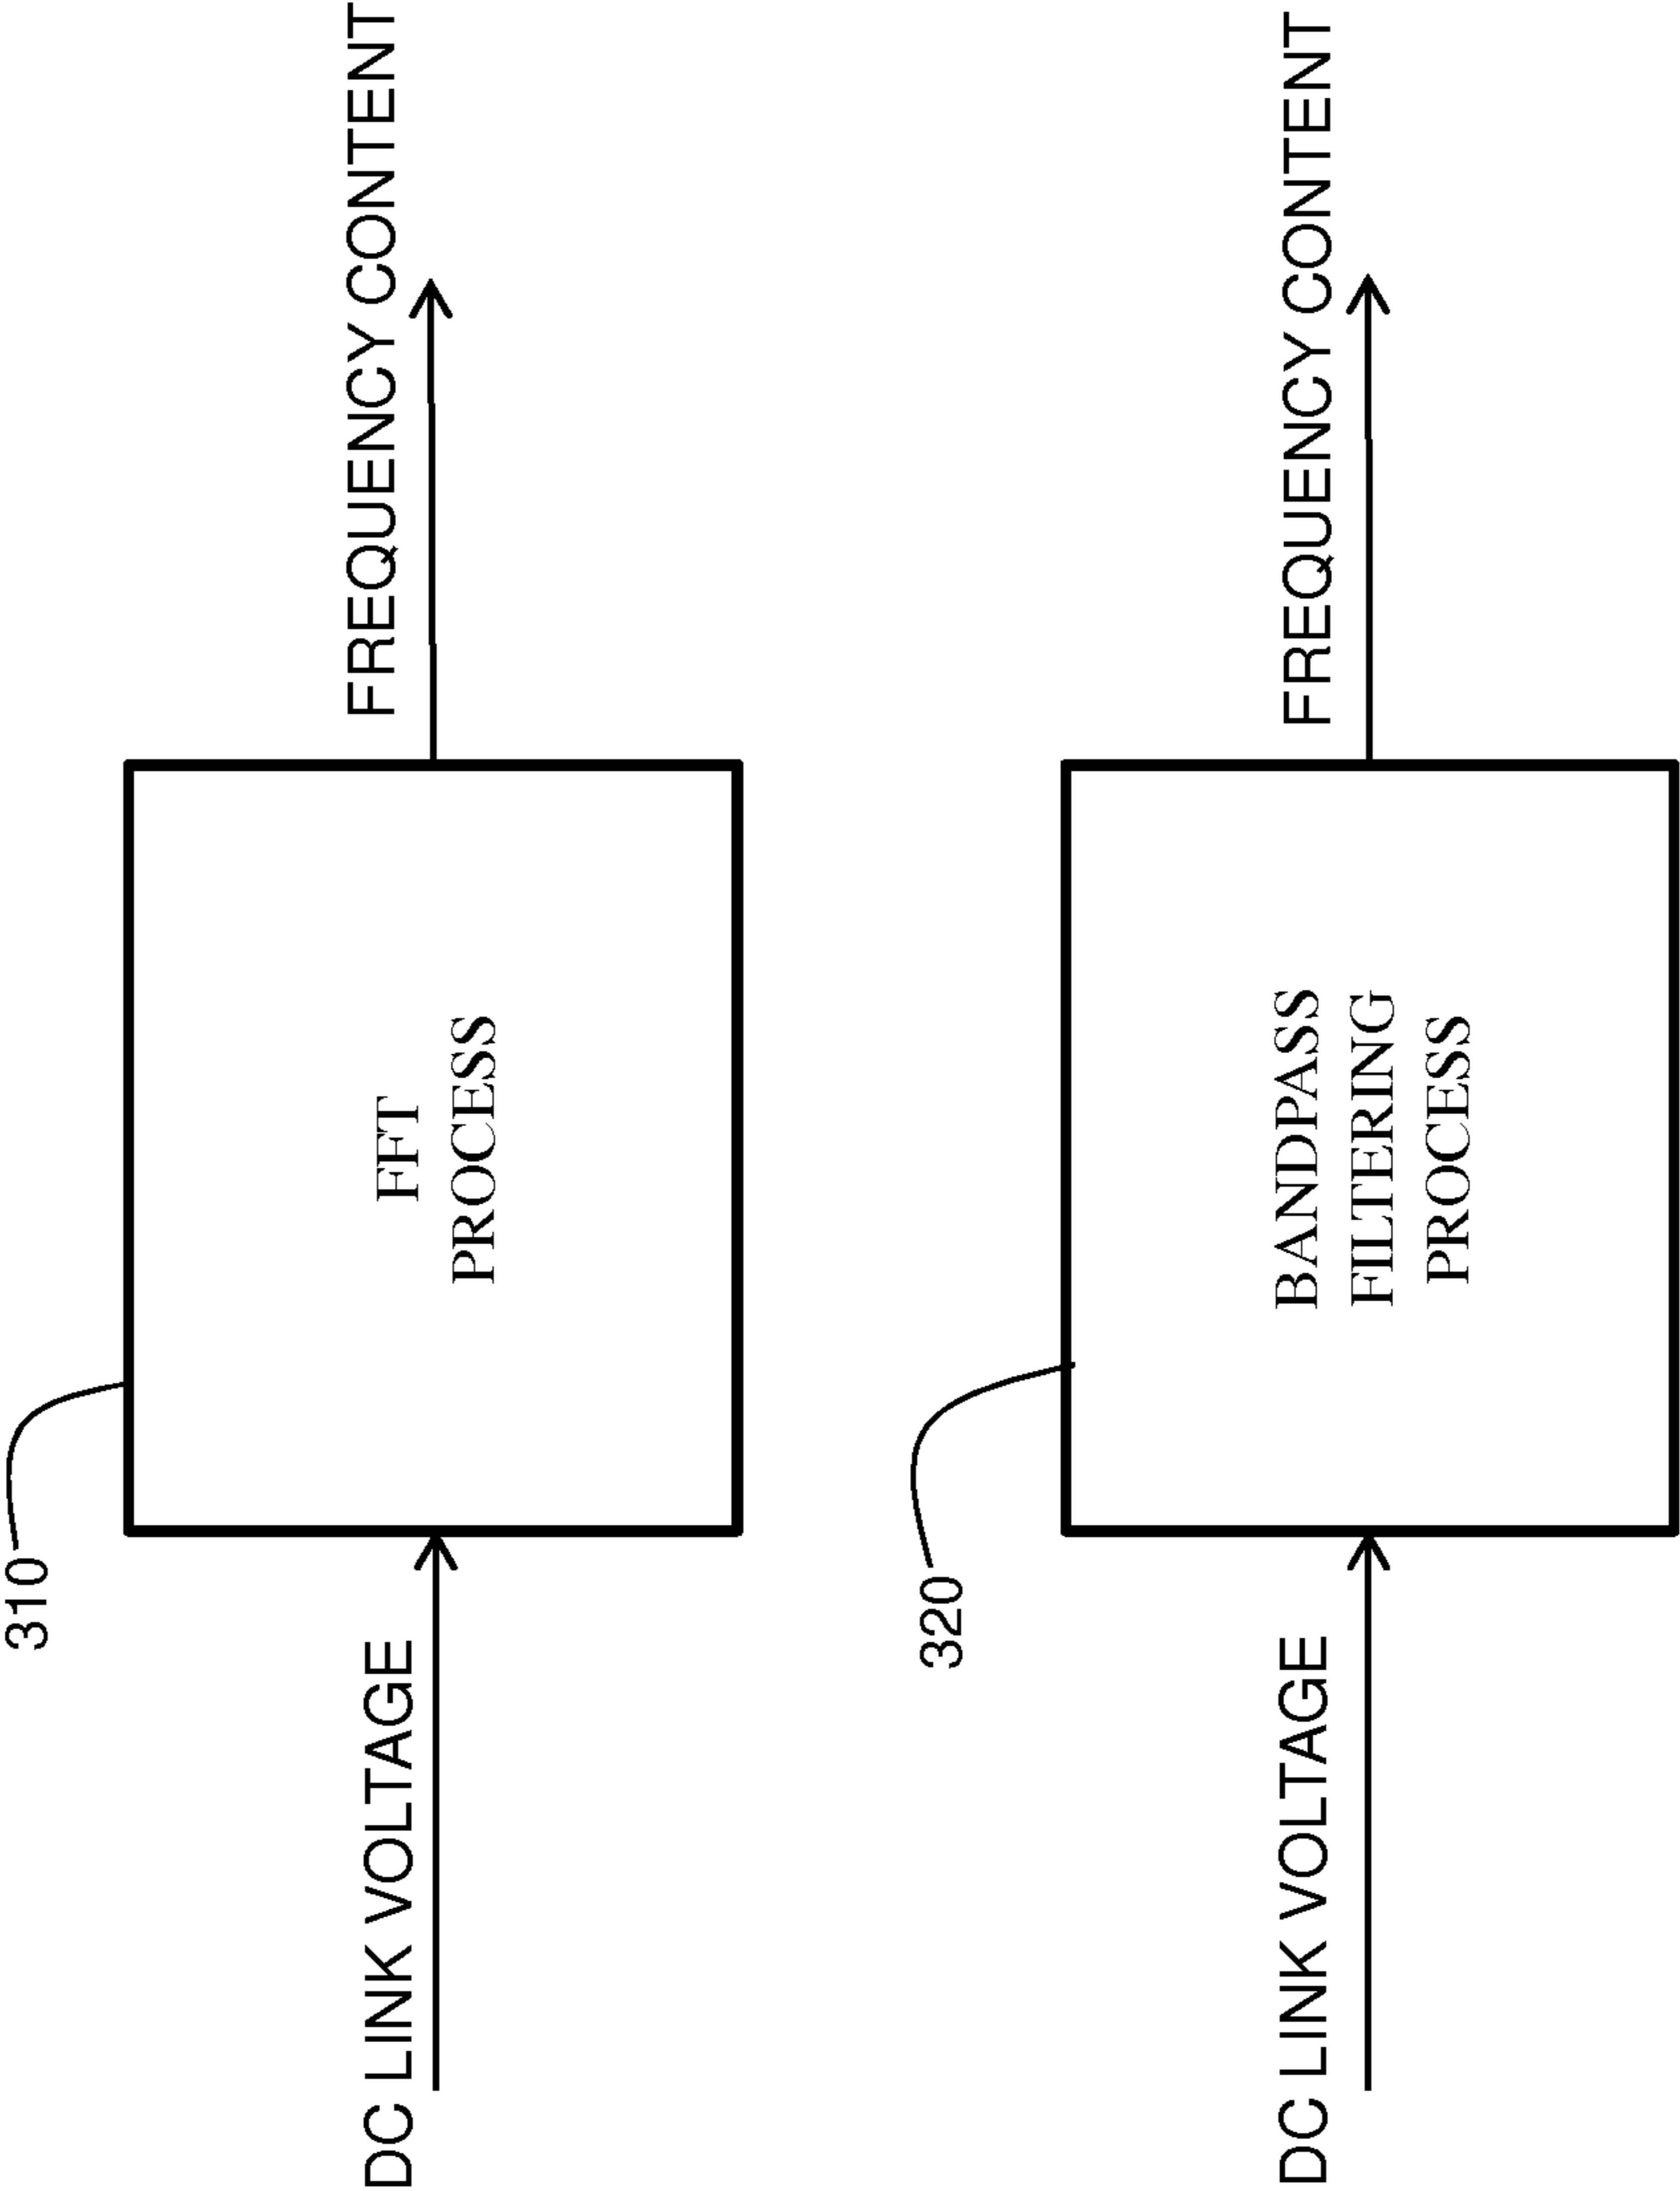 310
DC LINK VOLTAGE
FFT
PROCESS
FREQUENCY CONTENT
320
DC LINK VOLTAGE
BANDPASS
FILTERING
PROCESS
FREQUENCY CONTENT